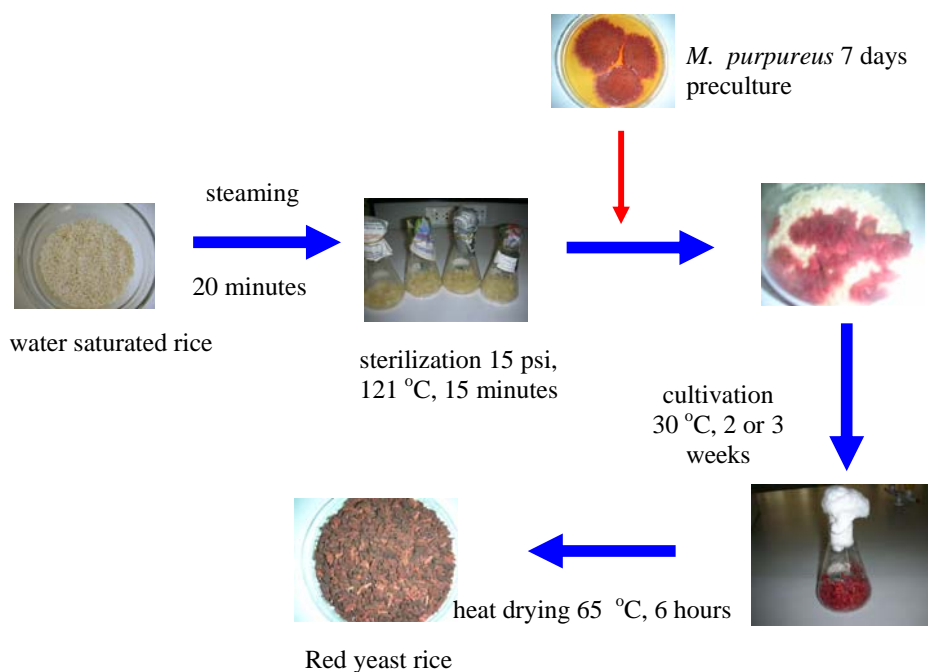 M. purpureus 7 days
preculture
steaming
20 minutes
water saturated rice
sterilization 15 psi,
121 °C, 15 minutes
cultivation
30 °C, 2 or 3
weeks
heat drying 65 °C, 6 hours
Red yeast rice